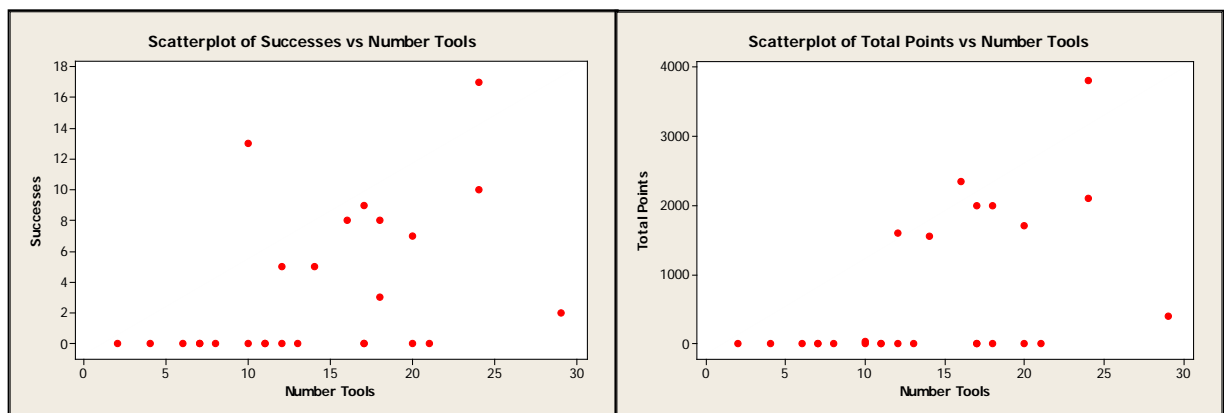 Scatterplot of Successes vs Number Tools
18
16
14
12
10
8
6
4
2
0
Successes
0 5 10 15 20 25 30
Number Tools
Scatterplot of Total Points vs Number Tools
4000
3000
2000
1000
0
Total Points
0 5 10 15 20 25 30
Number Tools